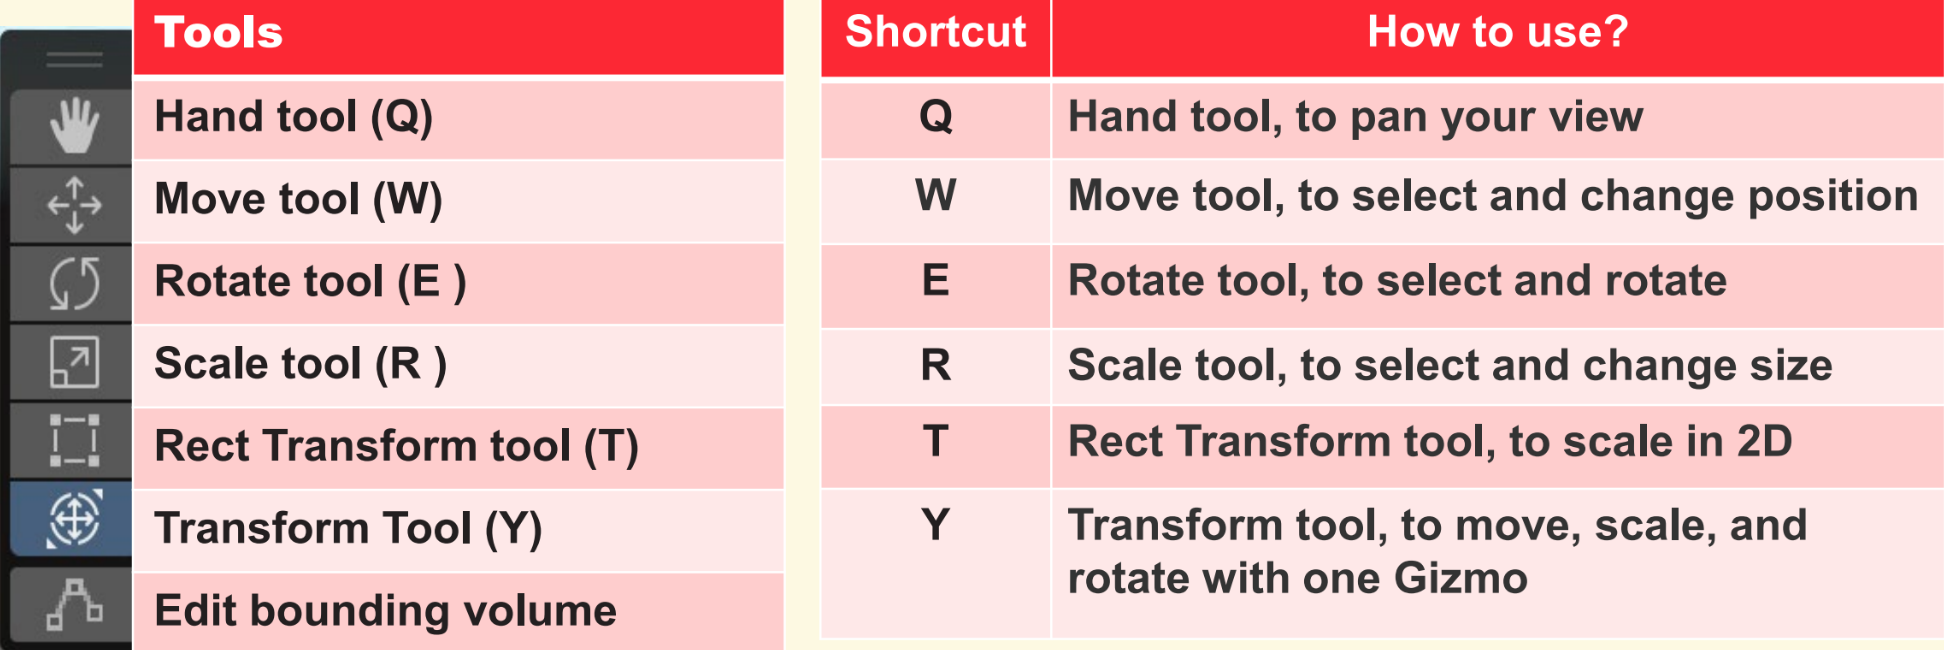 Tools
Hand tool (Q)
Move tool (W)
Rotate tool (E )
Scale tool (R )
Rect Transform tool (T)
Transform Tool (Y)
Edit bounding volume
Shortcut How to use?
Q Hand tool, to pan your view
W Move tool, to select and change position
E Rotate tool, to select and rotate
R Scale tool, to select and change size
T Rect Transform tool, to scale in 2D
Y Transform tool, to move, scale, and
rotate with one Gizmo